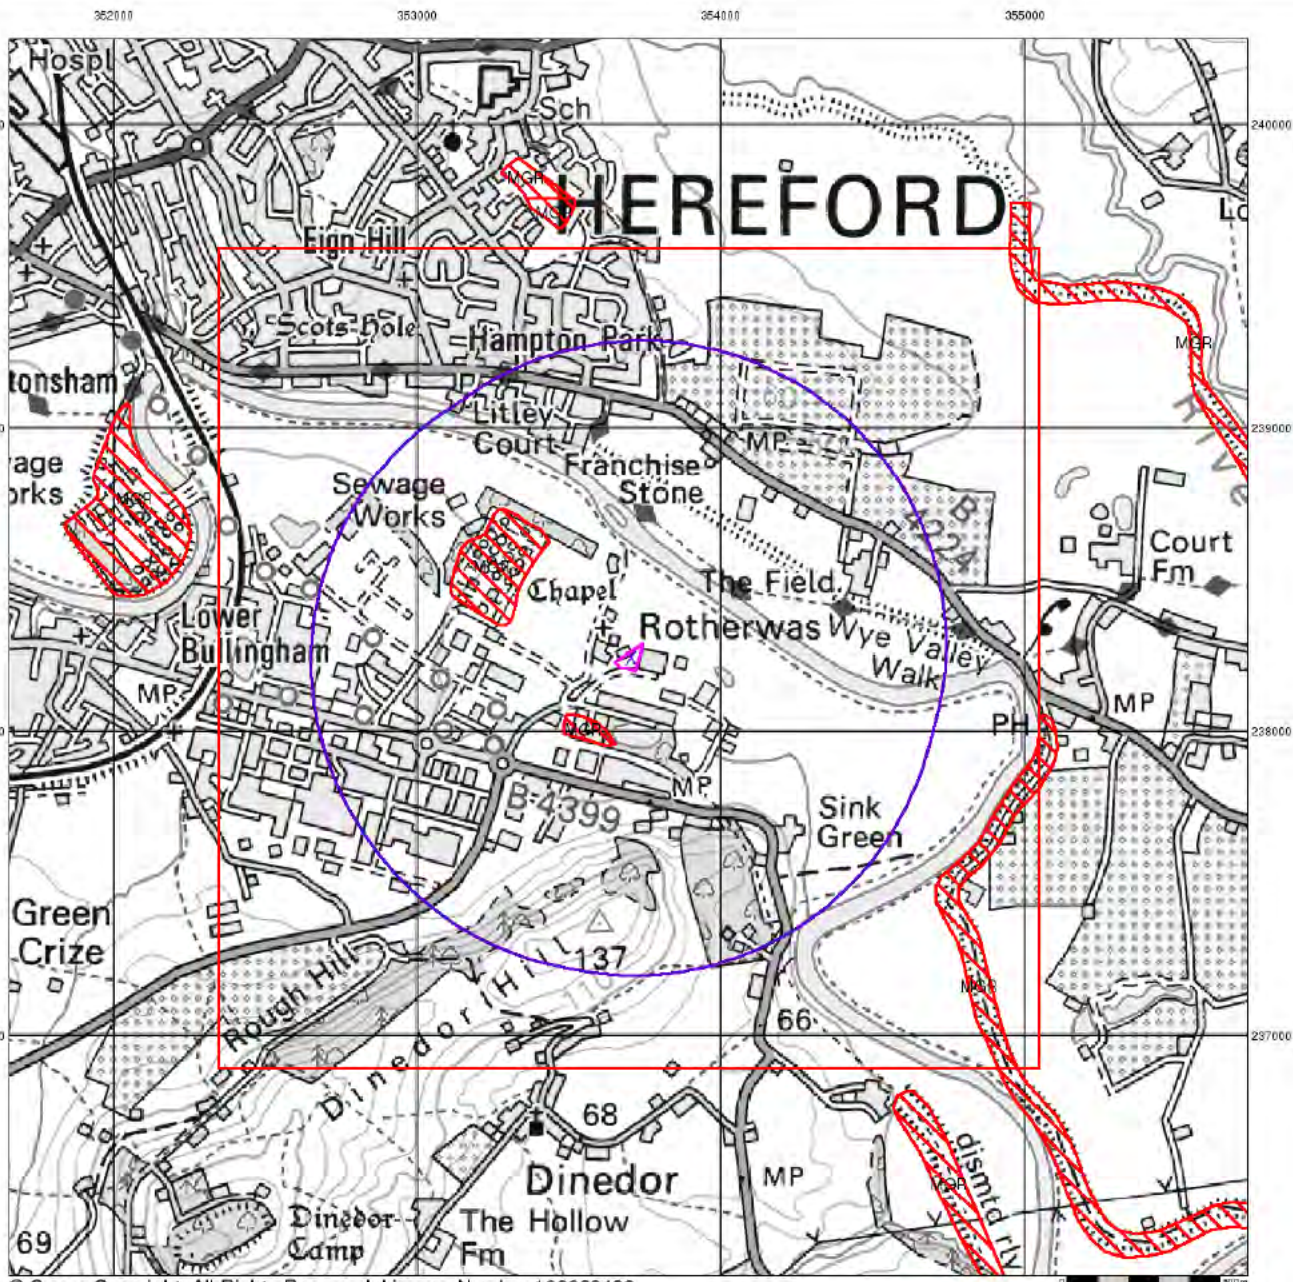 352000 353000 354000 355000
Hospl
Sch
240000
MGR
MGR
HEREFORD
Eign Hill
Scots Hole
Hampton Park
MGR
tonsham
Litley
Court
MP
239000
Franchise
Stone
Sewage
Works
MGR
B 4224
Court
Fm
MGR
Chapel
The Field
Lower
Bullingham
Rotherwas
Wye Valley
Walk
MP
MP
PH
MGR
238000
MP
B 4399
Sink
Green
Green
Crize
137
MGR
Rough Hill
Dinedor Hill
66
237000
68
Dinedor
MP
MGR
dismtd rly
Dinedor
Camp
The Hollow
Fm
69